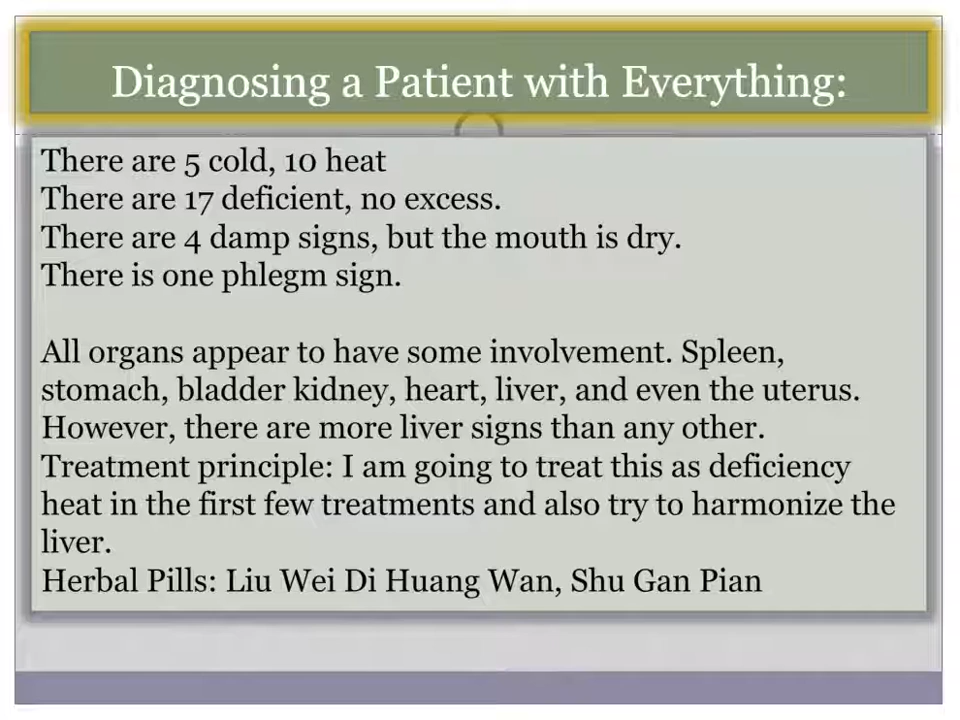 Diagnosing a Patient with Everything:
There are 5 cold, 10 heat
There are 17 deficient, no excess.
There are 4 damp signs, but the mouth is dry.
There is one phlegm sign.
All organs appear to have some involvement. Spleen,
stomach, bladder kidney, heart, liver, and even the uterus.
However, there are more liver signs than any other.
Treatment principle: I am going to treat this as deficiency
heat in the first few treatments and also try to harmonize the
liver.
Herbal Pills: Liu Wei Di Huang Wan, Shu Gan Pian